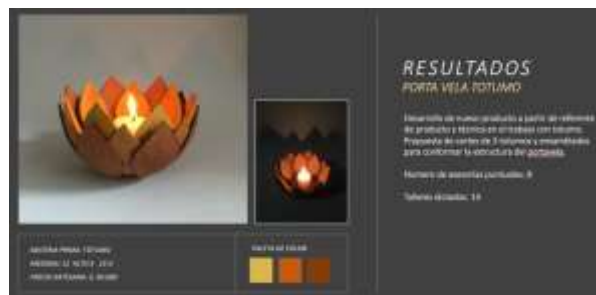 RESULTADOS
PORTA VELA TOTUMO
Desarrollo de nuevo producto a partir de referente
de producto y técnica en el trabajo con totumo.
Propuesta de cortes de 3 totumos y ensamblados
para conformar la estructura del portavela.
Numero de asesorías puntuales: 8
Talleres dictados: 
MATERIA PRIMA: TOTUMO
PALETA DE COLOR